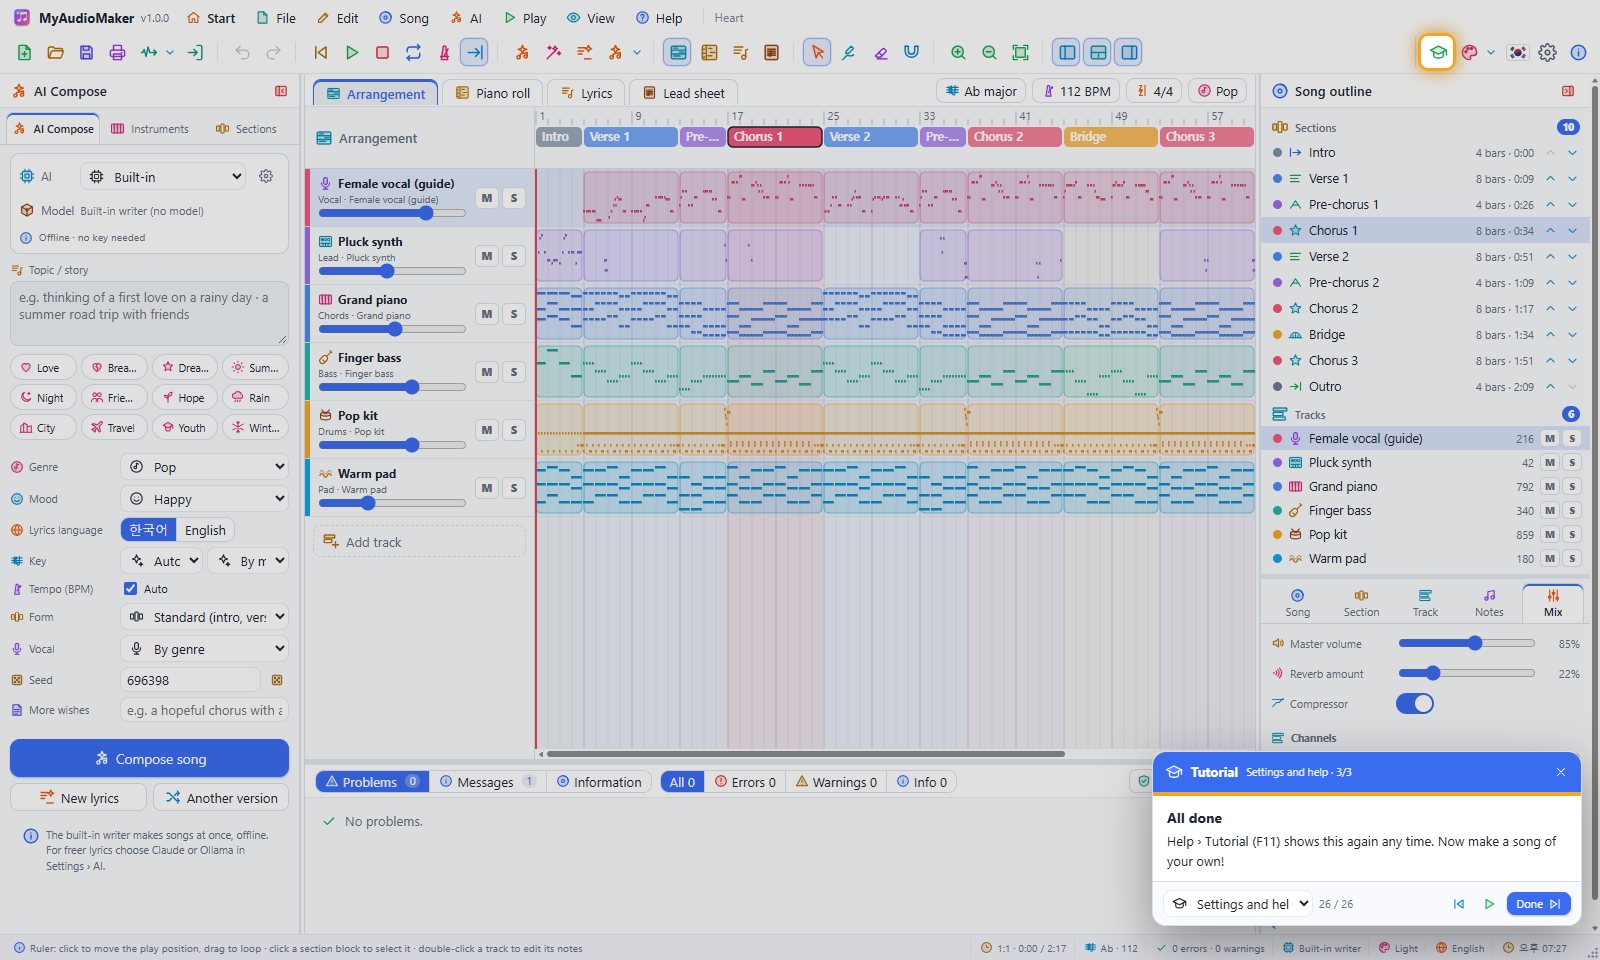 MyAudioMaker v1.0.0 Start File Edit Song AI Play View Help Heart
AI Compose
AI Compose Instruments Sections
AI Built-in
Model Built-in writer (no model)
Offline · no key needed
Topic / story
e.g. thinking of a first love on a rainy day · a
summer road trip with friends
Love Brea... Drea... Sum...
Night Frie... Hope Rain
City Travel Youth Wint...
Genre Pop
Mood Happy
Lyrics language 한국어 English
Key Auto By m
Tempo (BPM) Auto
Form Standard (intro, vers
Vocal By genre
Seed 696398
More wishes e.g. a hopeful chorus with a
Compose song
New lyrics Another version
The built-in writer makes songs at once, offline.
For freer lyrics choose Claude or Ollama in
Settings › AI.
Arrangement Piano roll Lyrics Lead sheet
Ab major 112 BPM 4/4 Pop
Arrangement
1 9 17 25 33 41 49 57
Intro Verse 1 Pre-... Chorus 1 Verse 2 Pre-... Chorus 2 Bridge Chorus 3
Female vocal (guide)
Vocal · Female vocal (guide)
M S
Pluck synth
Lead · Pluck synth
M S
Grand piano
Chords · Grand piano
M S
Finger bass
Bass · Finger bass
M S
Pop kit
Drums · Pop kit
M S
Warm pad
Pad · Warm pad
M S
Add track
Problems 0 Messages 1 Information All 0 Errors 0 Warnings 0 Info 0
No problems.
Song outline
Sections 10
Intro 4 bars · 0:00
Verse 1 8 bars · 0:09
Pre-chorus 1 4 bars · 0:26
Chorus 1 8 bars · 0:34
Verse 2 8 bars · 0:51
Pre-chorus 2 4 bars · 1:09
Chorus 2 8 bars · 1:17
Bridge 8 bars · 1:34
Chorus 3 8 bars · 1:51
Outro 4 bars · 2:09
Tracks 6
Female vocal (guide) 216 M S
Pluck synth 42 M S
Grand piano 792 M S
Finger bass 340 M S
Pop kit 859 M S
Warm pad 180 M S
Song Section Track Notes Mix
Master volume 85%
Reverb amount 22%
Compressor
Channels
Tutorial Settings and help · 3/3
All done
Help › Tutorial (F11) shows this again any time. Now make a song of
your own!
Settings and hel 26 / 26 Done
Ruler: click to move the play position, drag to loop · click a section block to select it · double-click a track to edit its notes
1:1 · 0:00 / 2:17 Ab · 112 0 errors · 0 warnings Built-in writer Light English 오후 07:27